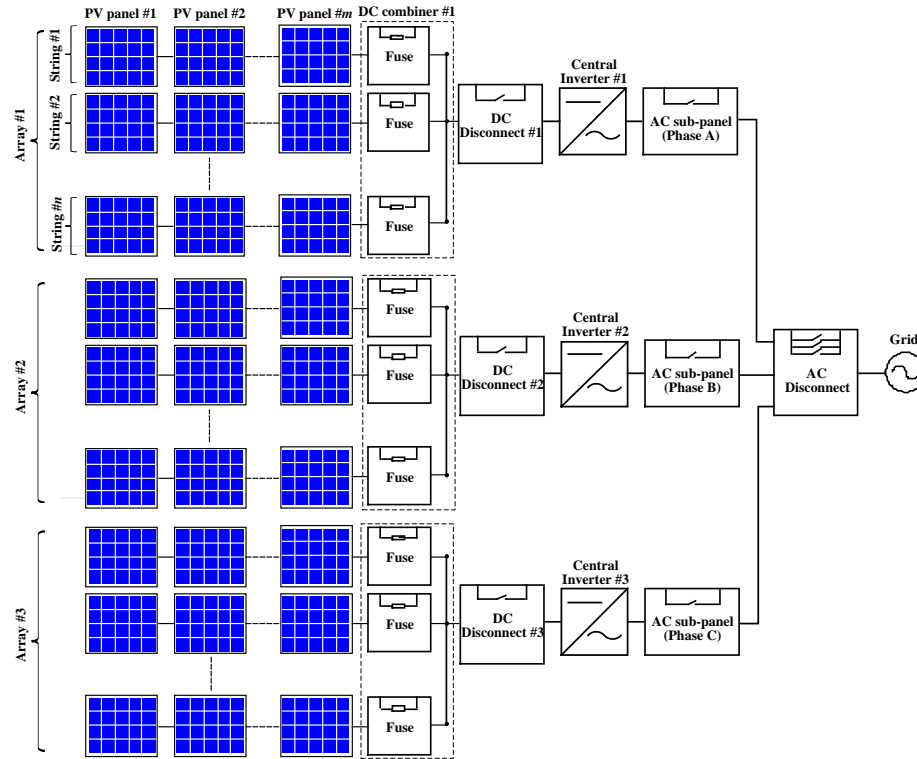 PV panel #1
PV panel #2
PV panel #m
DC combiner #1
Array #1
String #1
String #2
String #n
Fuse
Fuse
Fuse
DC
Disconnect #1
Central
Inverter #1
AC sub-panel
(Phase A)
Array #2
Fuse
Fuse
Fuse
DC
Disconnect #2
Central
Inverter #2
AC sub-panel
(Phase B)
AC
Disconnect
Grid
Array #3
Fuse
Fuse
Fuse
DC
Disconnect #3
Central
Inverter #3
AC sub-panel
(Phase C)